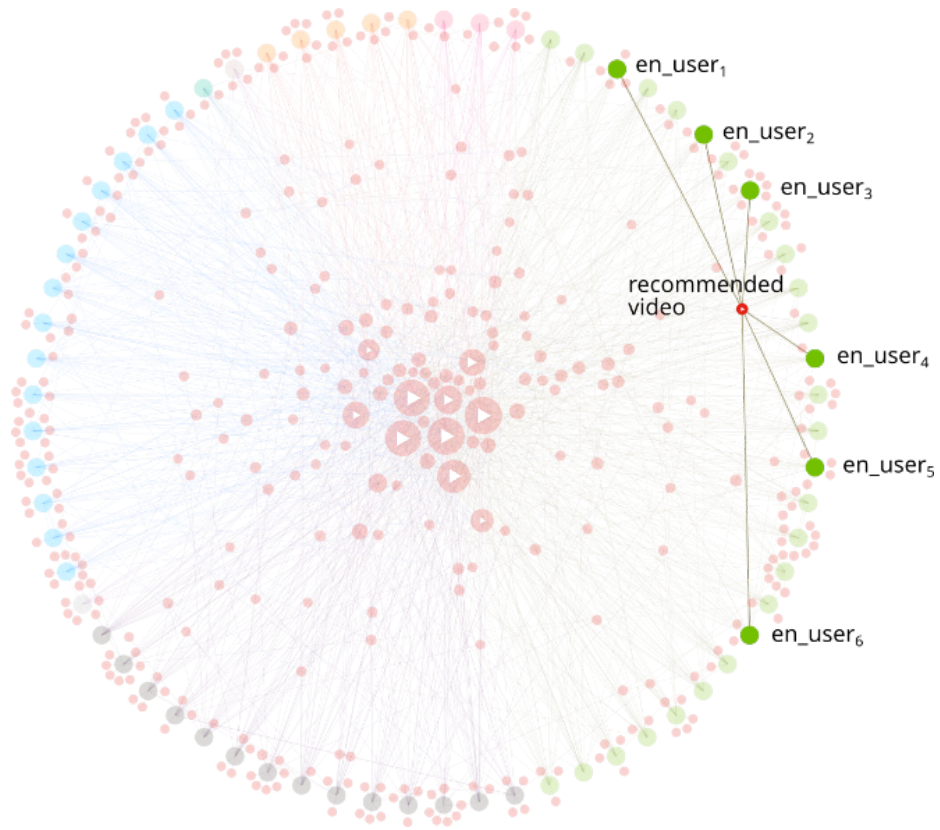 en_user₁
en_user₂
en_user₃
recommended
video
en_user₄
en_user₅
en_user₆